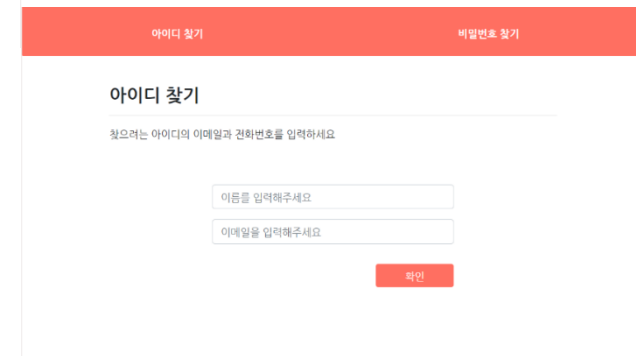 아이디 찾기
비밀번호 찾기
아이디 찾기
찾으려는 아이디의 이메일과 전화번호를 입력하세요
이름를 입력해주세요
이메일을 입력해주세요
확인